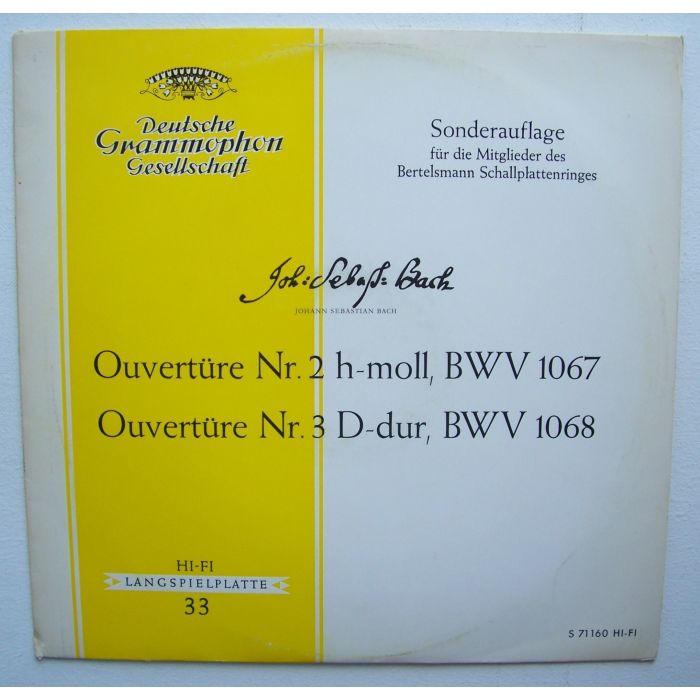 Deutsche
Grammophon
Gesellschaft
Sonderauflage
für die Mitglieder des
Bertelsmann Schallplattenringes
Joh: Sebast: Bach
JOHANN SEBASTIAN BACH
Ouvertüre Nr. 2 h-moll, BWV 1067
Ouvertüre Nr. 3 D-dur, BWV 1068
HI-FI
LANGSPIELPLATTE
33
S 71160 HI-FI